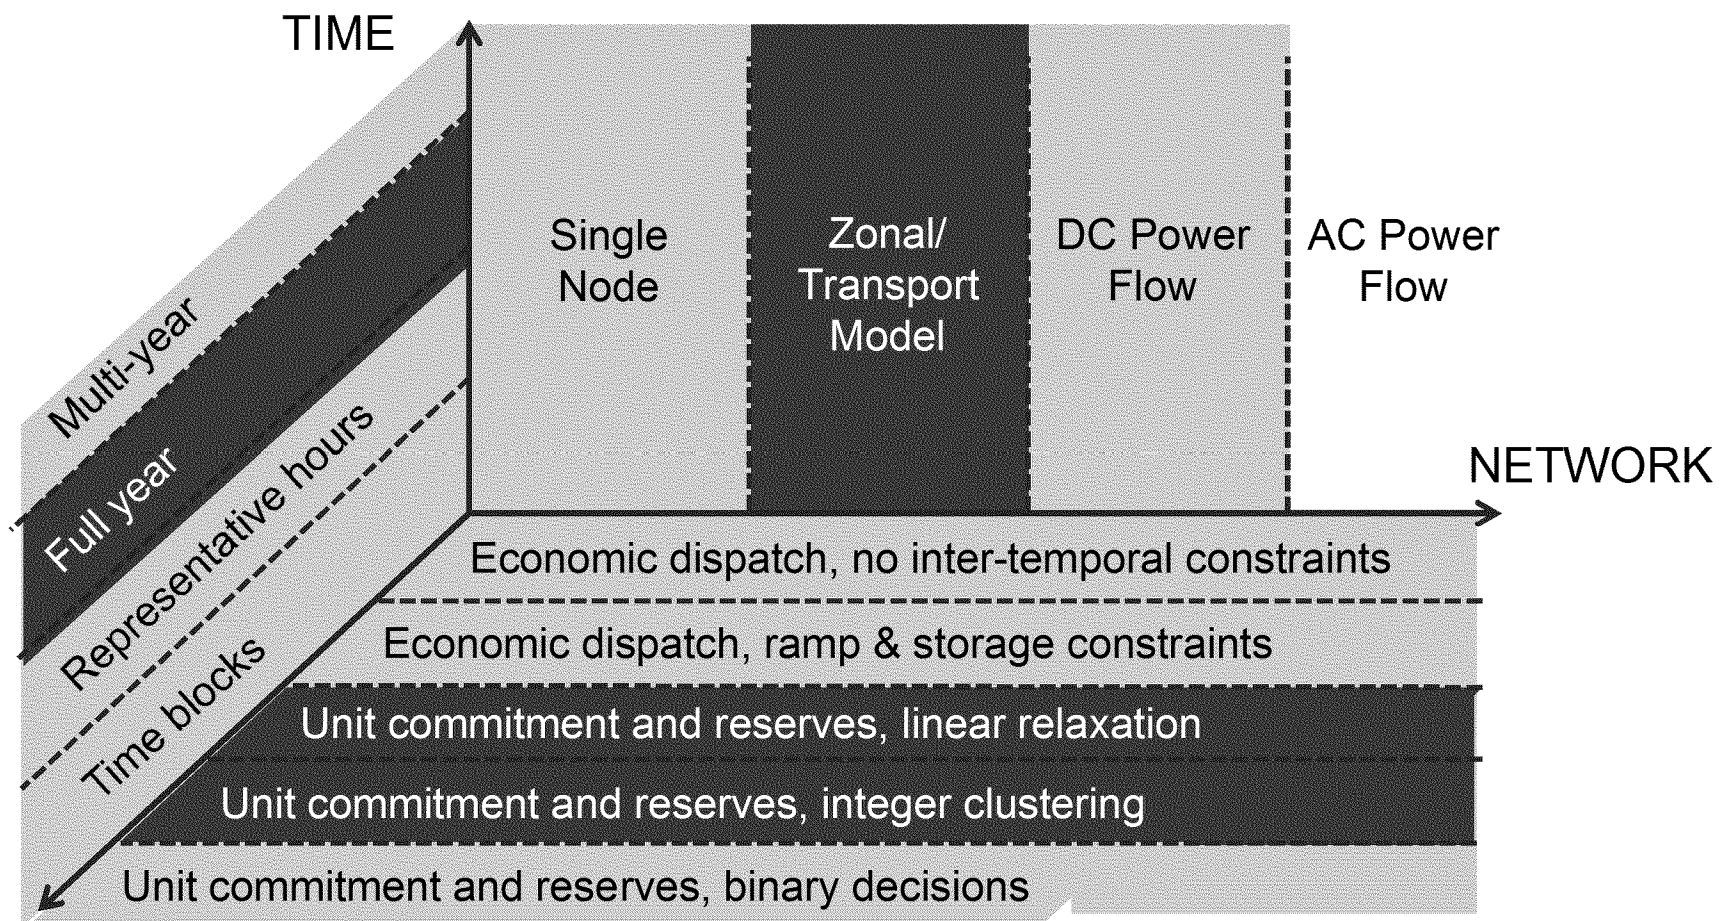 TIME
Single
Node
Zonal/
Transport
Model
DC Power
Flow
AC Power
Flow
NETWORK
Multi-year
Full year
Representative hours
Time blocks
Economic dispatch, no inter-temporal constraints
Economic dispatch, ramp & storage constraints
Unit commitment and reserves, linear relaxation
Unit commitment and reserves, integer clustering
Unit commitment and reserves, binary decisions